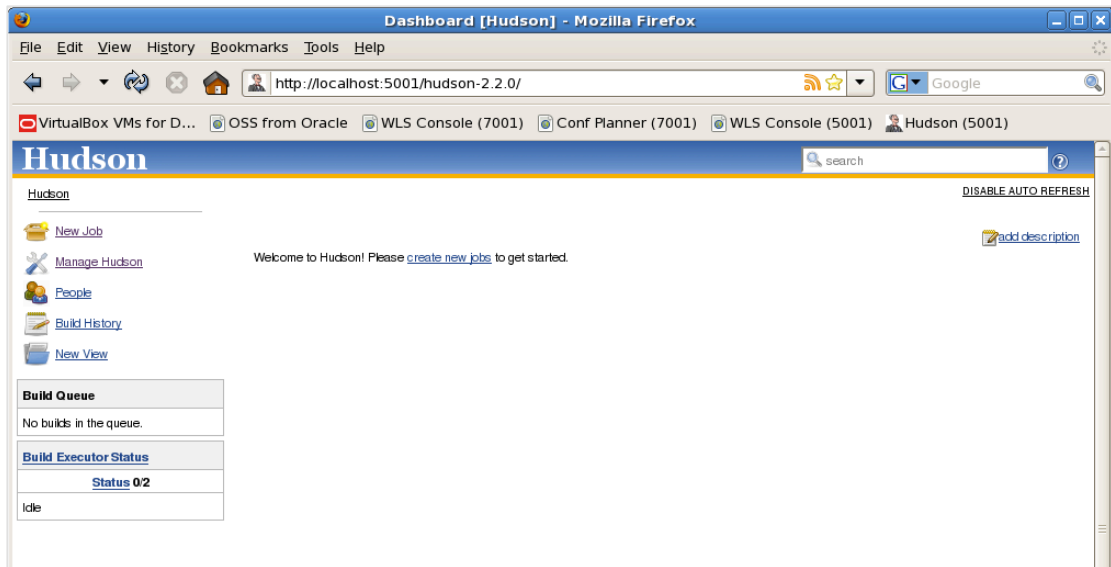 Dashboard [Hudson] - Mozilla Firefox
File Edit View History Bookmarks Tools Help
http://localhost:5001/hudson-2.2.0/ G Google
VirtualBox VMs for D... OSS from Oracle WLS Console (7001) Conf Planner (7001) WLS Console (5001) Hudson (5001)
Hudson search ?
Hudson DISABLE AUTO REFRESH
New Job
add description
Manage Hudson
Welcome to Hudson! Please create new jobs to get started.
People
Build History
New View
Build Queue
No builds in the queue.
Build Executor Status
Status 0/2
Idle